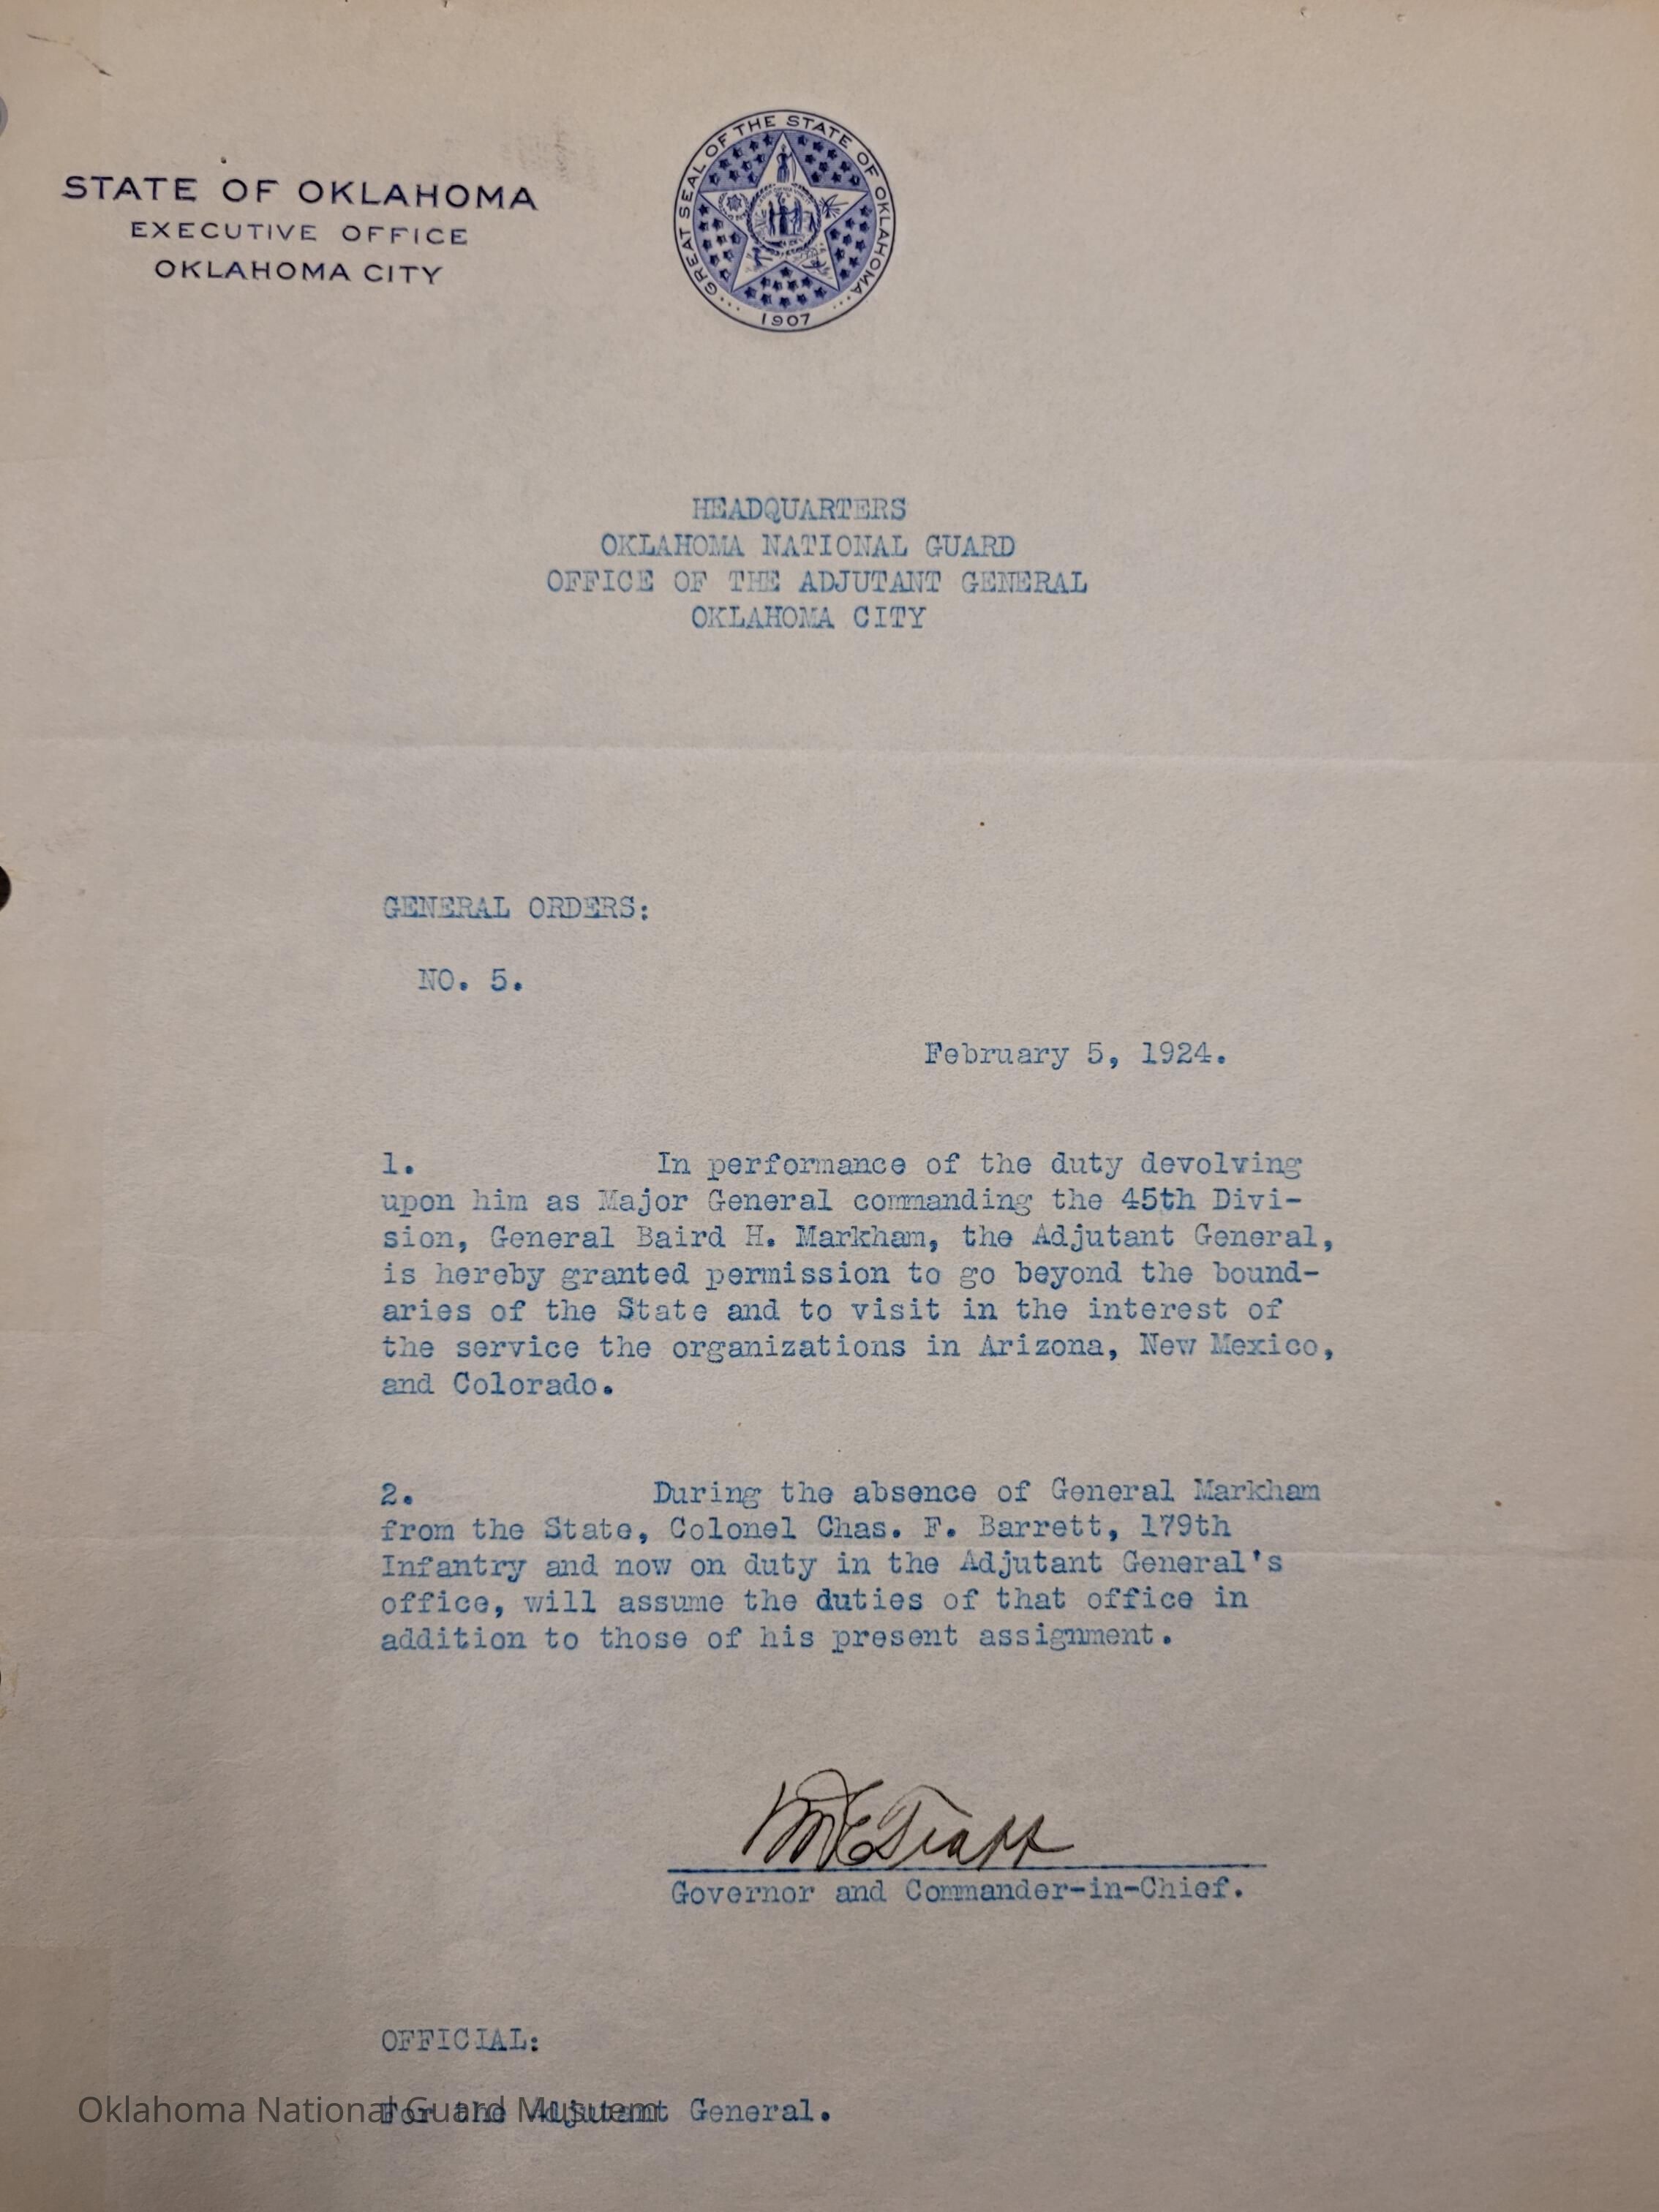 STATE OF OKLAHOMA
EXECUTIVE OFFICE
OKLAHOMA CITY
GREAT SEAL OF THE STATE OF OKLAHOMA
1907
HEADQUARTERS
OKLAHOMA NATIONAL GUARD
OFFICE OF THE ADJUTANT GENERAL
OKLAHOMA CITY
GENERAL ORDERS:
NO. 5.
February 5, 1924.
1. In performance of the duty devolving
upon him as Major General commanding the 45th Divi-
sion, General Baird H. Markham, the Adjutant General,
is hereby granted permission to go beyond the bound-
aries of the State and to visit in the interest of
the service the organizations in Arizona, New Mexico,
and Colorado.
2. During the absence of General Markham
from the State, Colonel Chas. F. Barrett, 179th
Infantry and now on duty in the Adjutant General's
office, will assume the duties of that office in
addition to those of his present assignment.
METrapp
Governor and Commander-in-Chief.
OFFICIAL:
For the Adjutant General.
Oklahoma National Guard Musuem